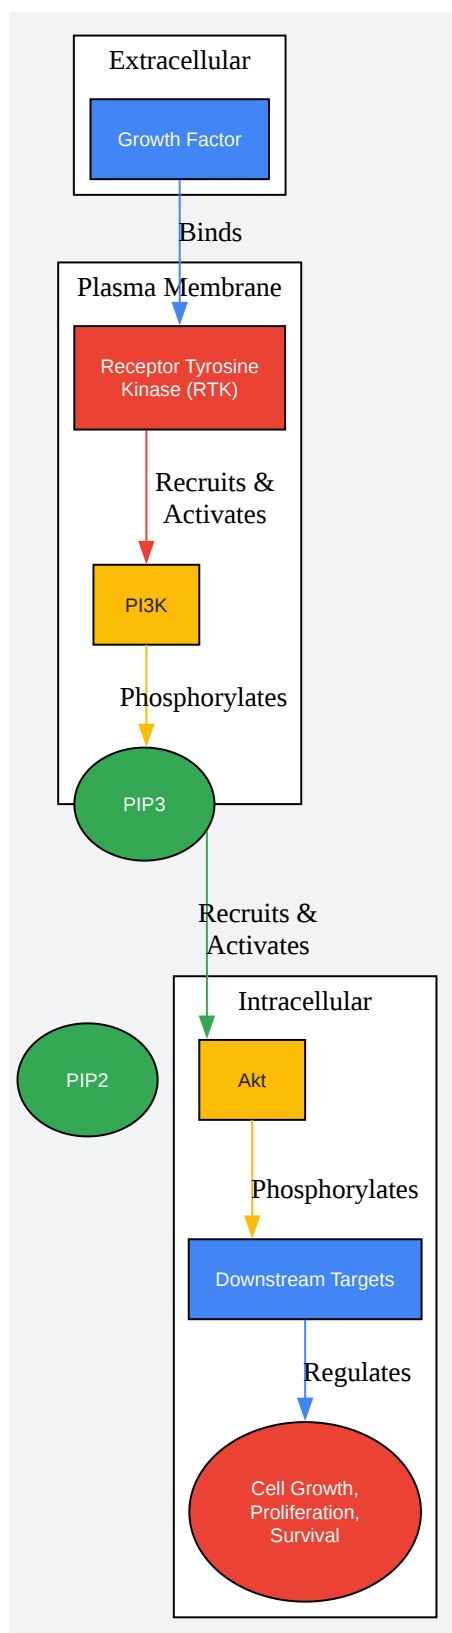 Extracellular
Growth Factor
Binds
Plasma Membrane
Receptor Tyrosine
Kinase (RTK)
Recruits &
Activates
PI3K
Phosphorylates
PIP3
Recruits &
Activates
Intracellular
PIP2
Akt
Phosphorylates
Downstream Targets
Regulates
Cell Growth,
Proliferation,
Survival